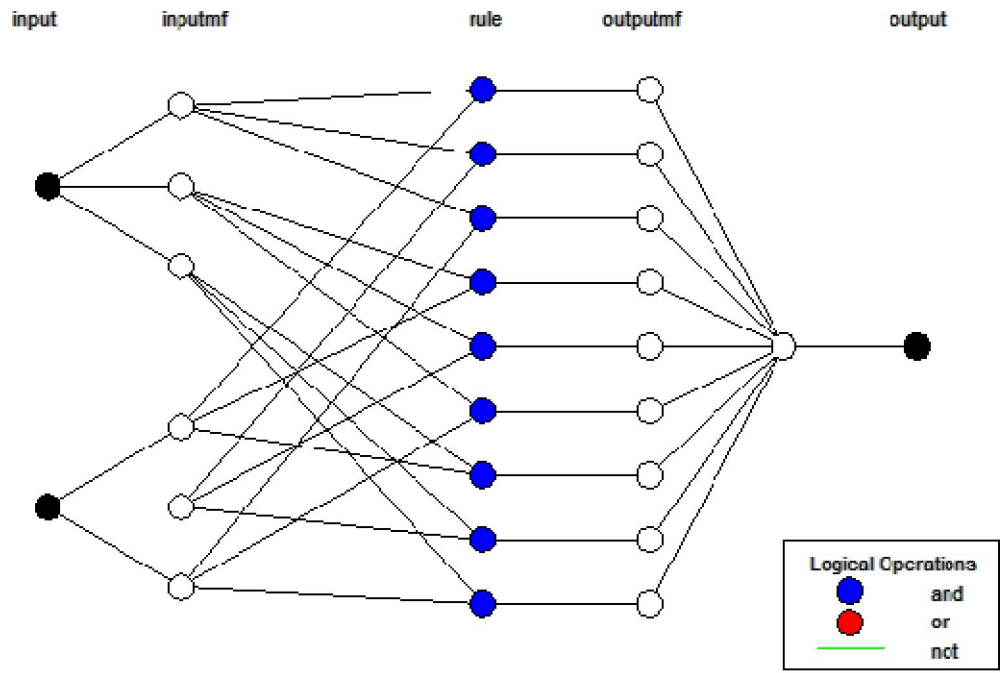 input inputmf rule outputmf output
Logical Operations
and
or
not